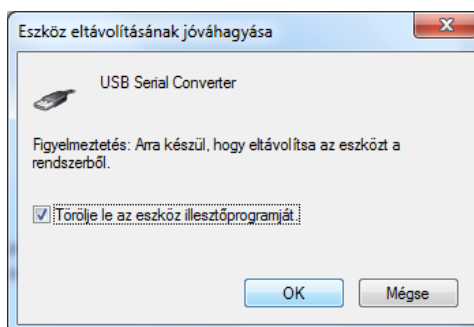 Eszköz eltávolításának jóváhagyása
USB Serial Converter
Figyelmeztetés: Arra készül, hogy eltávolítsa az eszközt a
rendszerből.
Törölje le az eszköz illesztőprogramját.
OK
Mégse